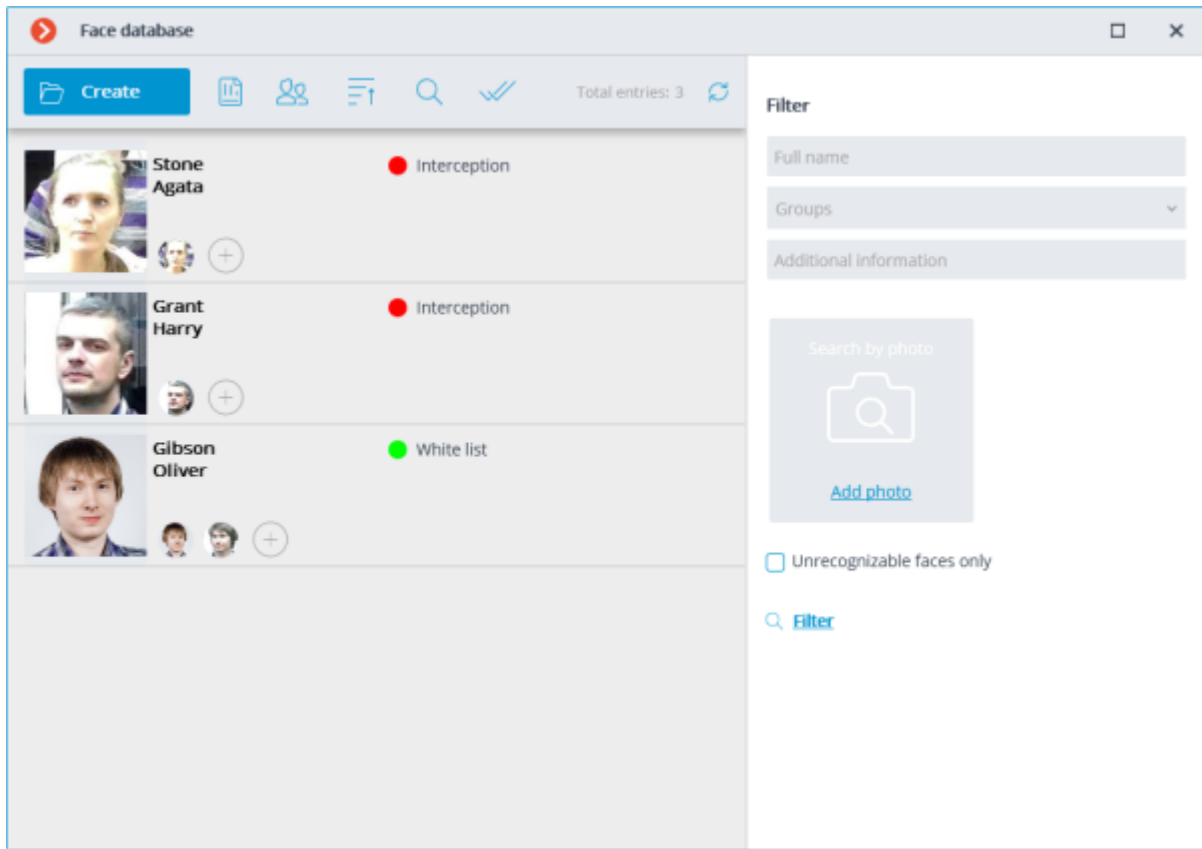 Face database
Create
Total entries: 3
Stone
Agata
Interception
Grant
Harry
Interception
Gibson
Oliver
White list
Filter
Full name
Groups
Additional information
Search by photo
Add photo
Unrecognizable faces only
Filter